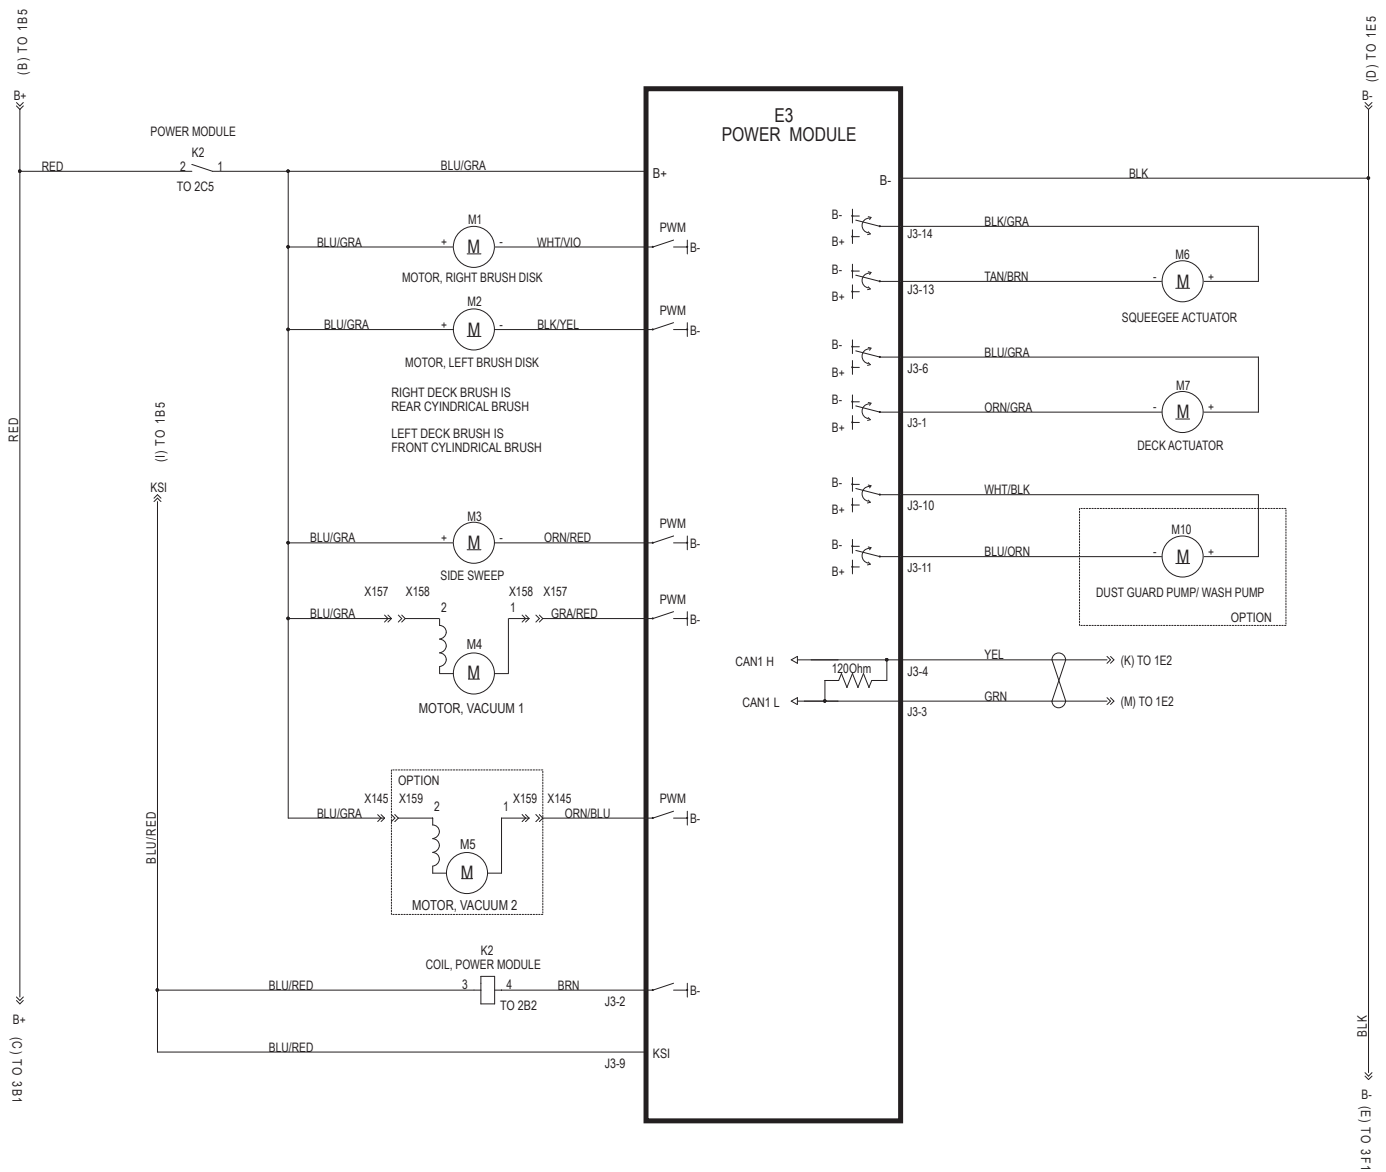 (B) TO 1B5
B+
RED
POWER MODULE
K2
2 1
TO 2C5
BLU/GRA
E3
POWER MODULE
B+
B-
BLK
B-
(D) TO 1E5
M1
BLU/GRA + M - WHT/VIO
MOTOR, RIGHT BRUSH DISK
PWM
B-
M2
BLU/GRA + M - BLK/YEL
MOTOR, LEFT BRUSH DISK
PWM
B-
RIGHT DECK BRUSH IS
REAR CYINDRICAL BRUSH
LEFT DECK BRUSH IS
FRONT CYLINDRICAL BRUSH
RED
(I) TO 1B5
KSI
M3
BLU/GRA + M - ORN/RED
SIDE SWEEP
PWM
B-
X157 X158 2 1 X158 X157
BLU/GRA GRA/RED
M4
M
MOTOR, VACUUM 1
PWM
B-
OPTION
X145 X159 2 1 X159 X145
BLU/GRA ORN/BLU
M5
M
MOTOR, VACUUM 2
PWM
B-
BLU/RED
K2
COIL, POWER MODULE
BLU/RED 3 4 BRN
TO 2B2
J3-2
B-
BLU/RED
J3-9
KSI
B+
(C) TO 3B1
B-
B+
J3-14
BLK/GRA
B-
B+
J3-13
TAN/BRN
M6
- M +
SQUEEGEE ACTUATOR
B-
B+
J3-6
BLU/GRA
B-
B+
J3-1
ORN/GRA
M7
- M +
DECK ACTUATOR
B-
B+
J3-10
WHT/BLK
B-
B+
J3-11
BLU/ORN
M10
- M +
DUST GUARD PUMP/ WASH PUMP
OPTION
CAN1 H
120Ohm
J3-4
YEL
(K) TO 1E2
CAN1 L
J3-3
GRN
(M) TO 1E2
BLK
B-
(E) TO 3F1